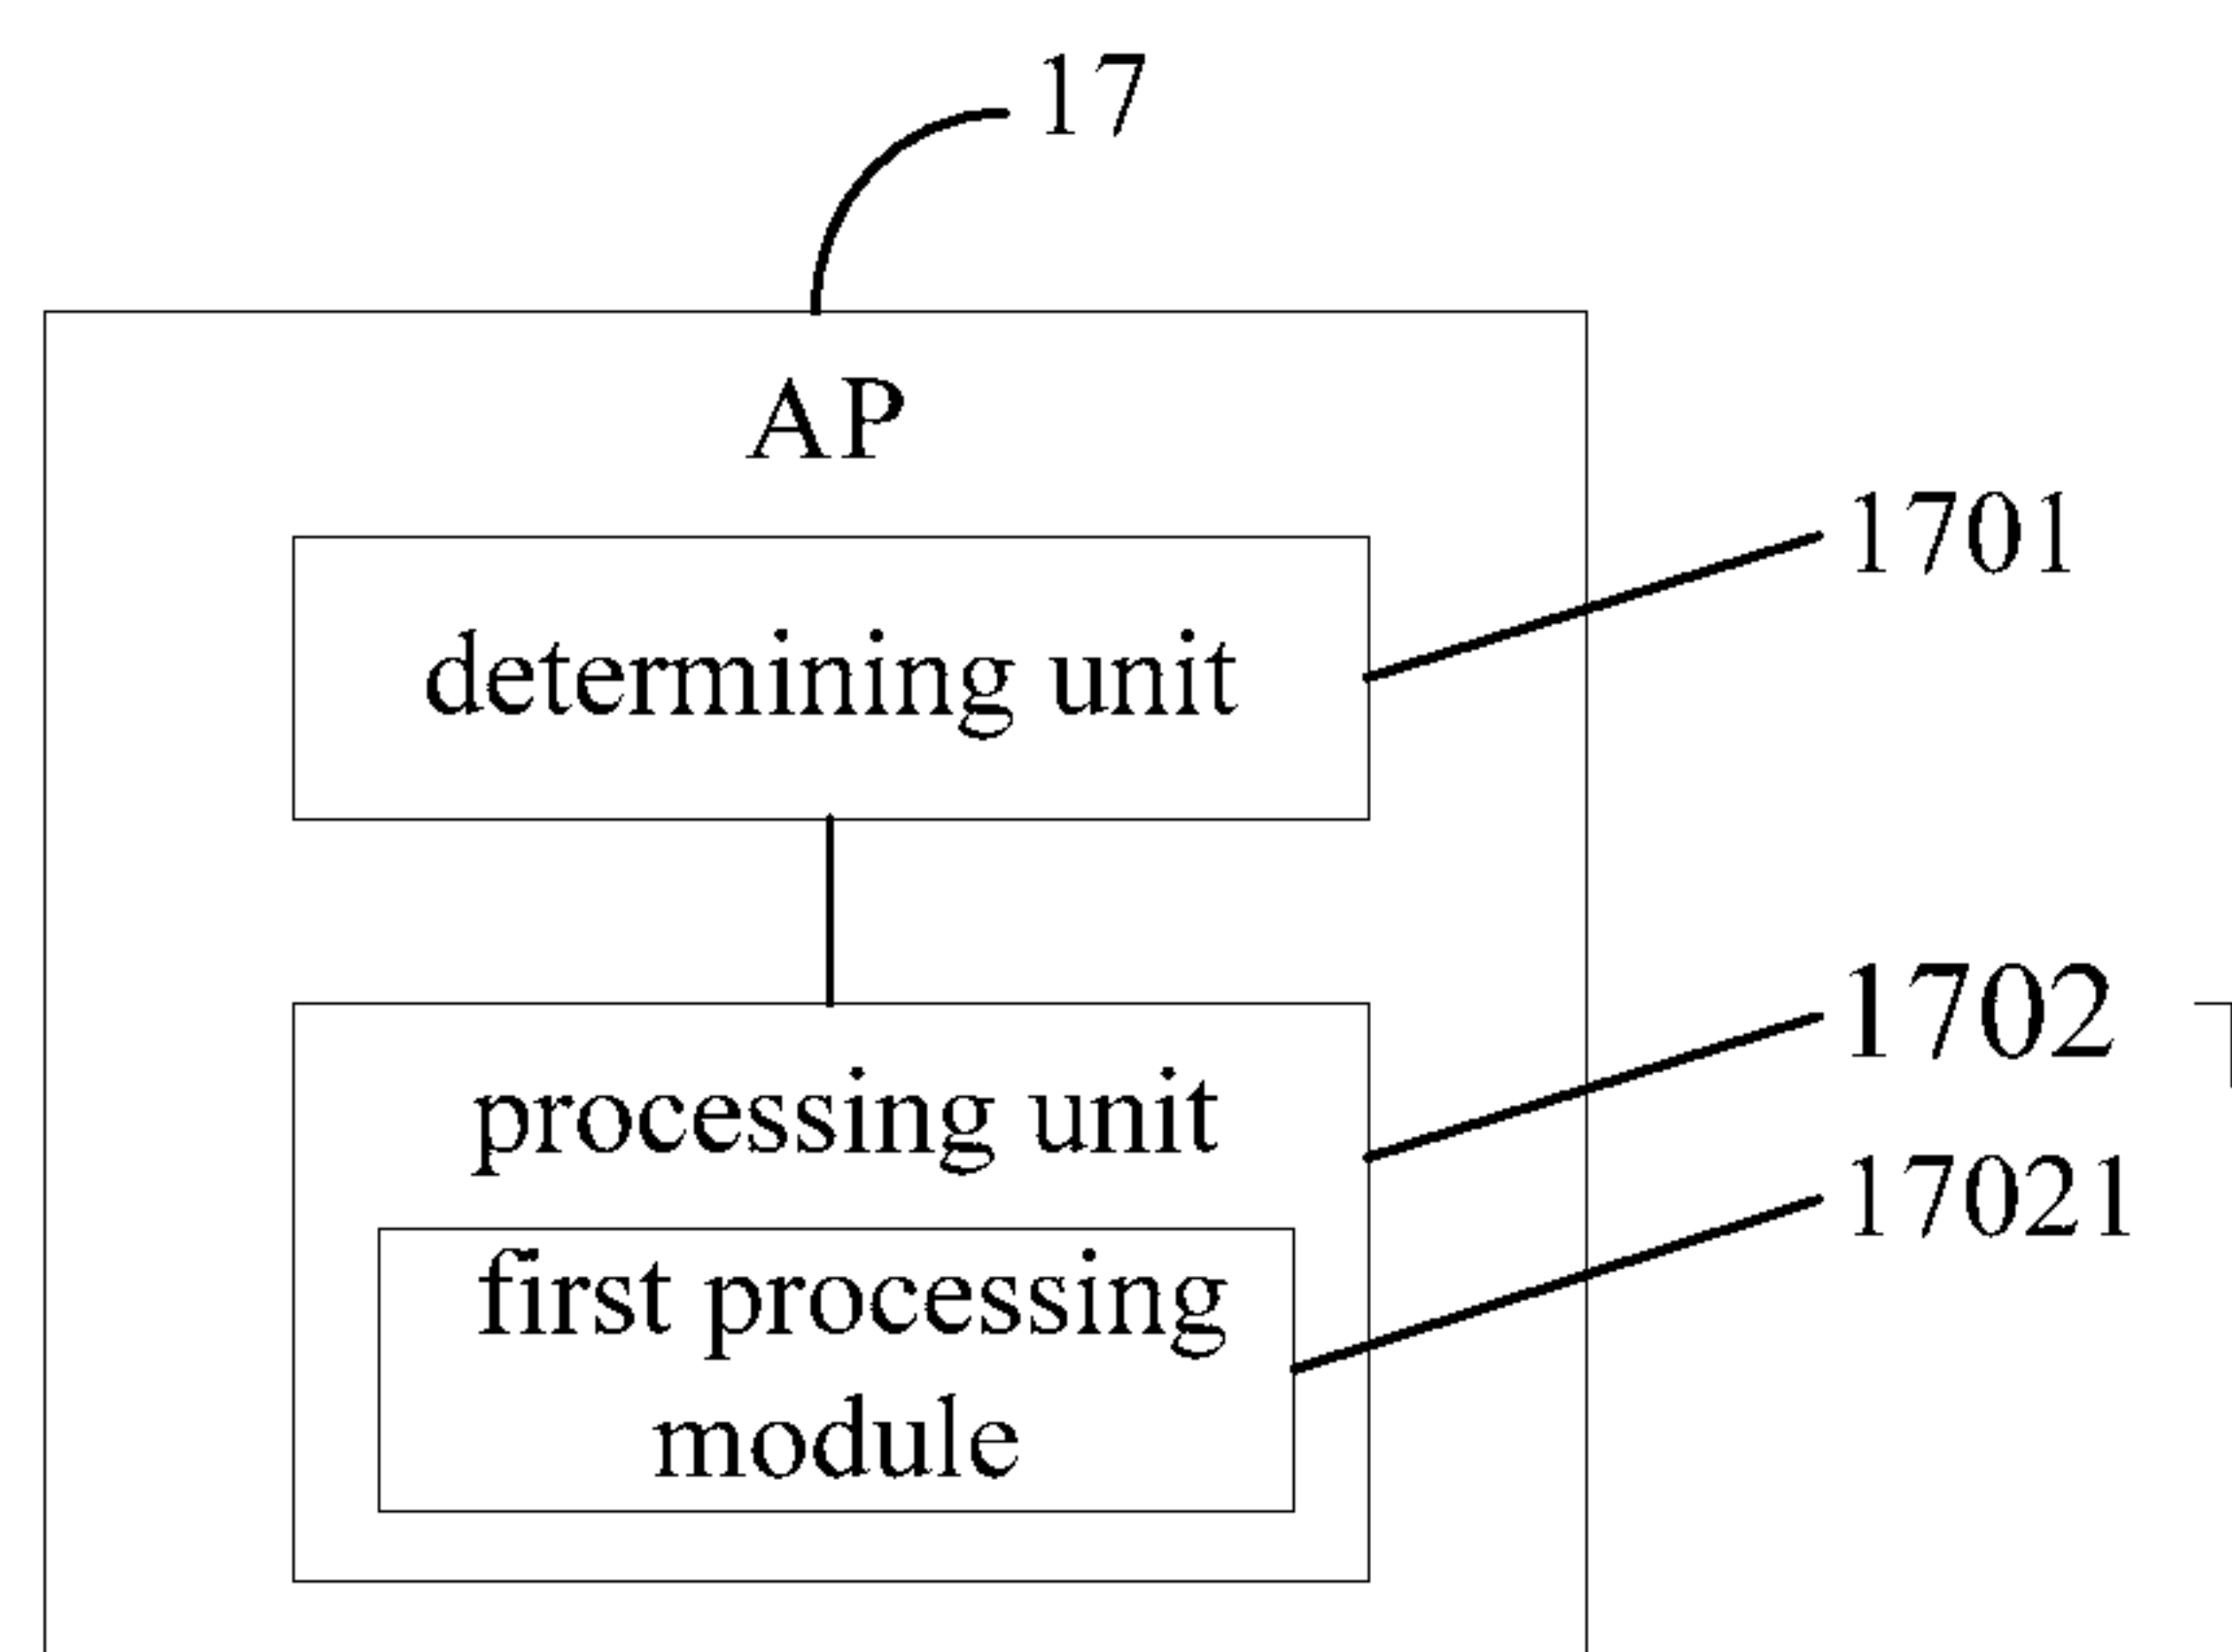 17
AP
1701
determining unit
1702
processing unit
17021
first processing
module